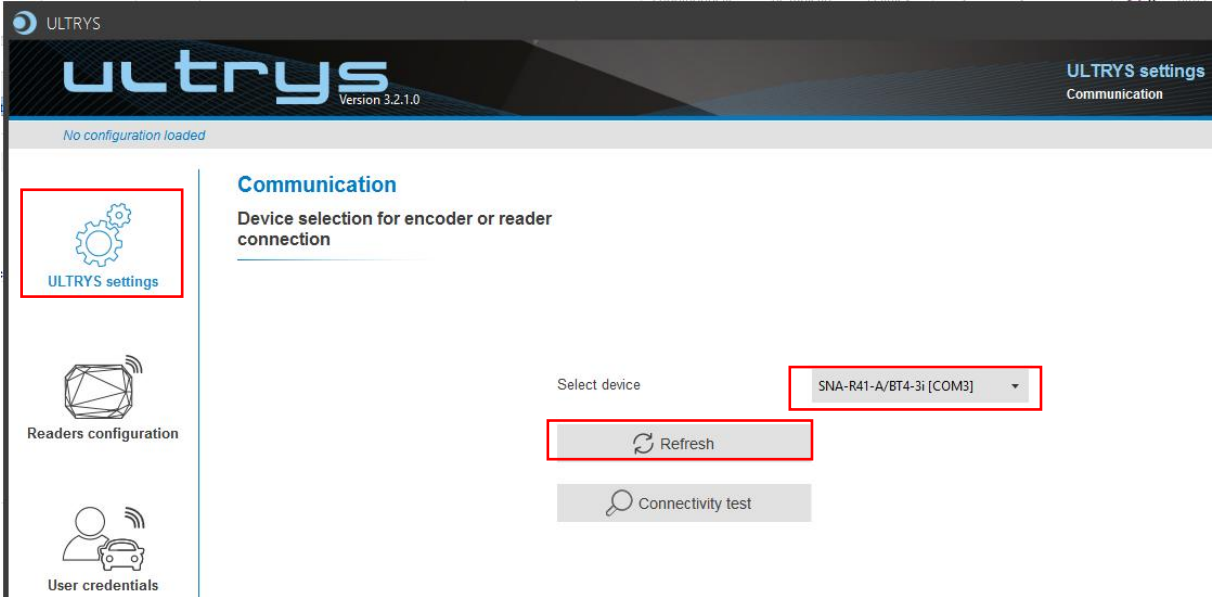 ULTRYS
ultrys
Version 3.2.1.0
ULTRYS settings
Communication
No configuration loaded
Communication
Device selection for encoder or reader
connection
ULTRYS settings
Select device
SNA-R41-A/BT4-3i [COM3]
Refresh
Readers configuration
Connectivity test
User credentials